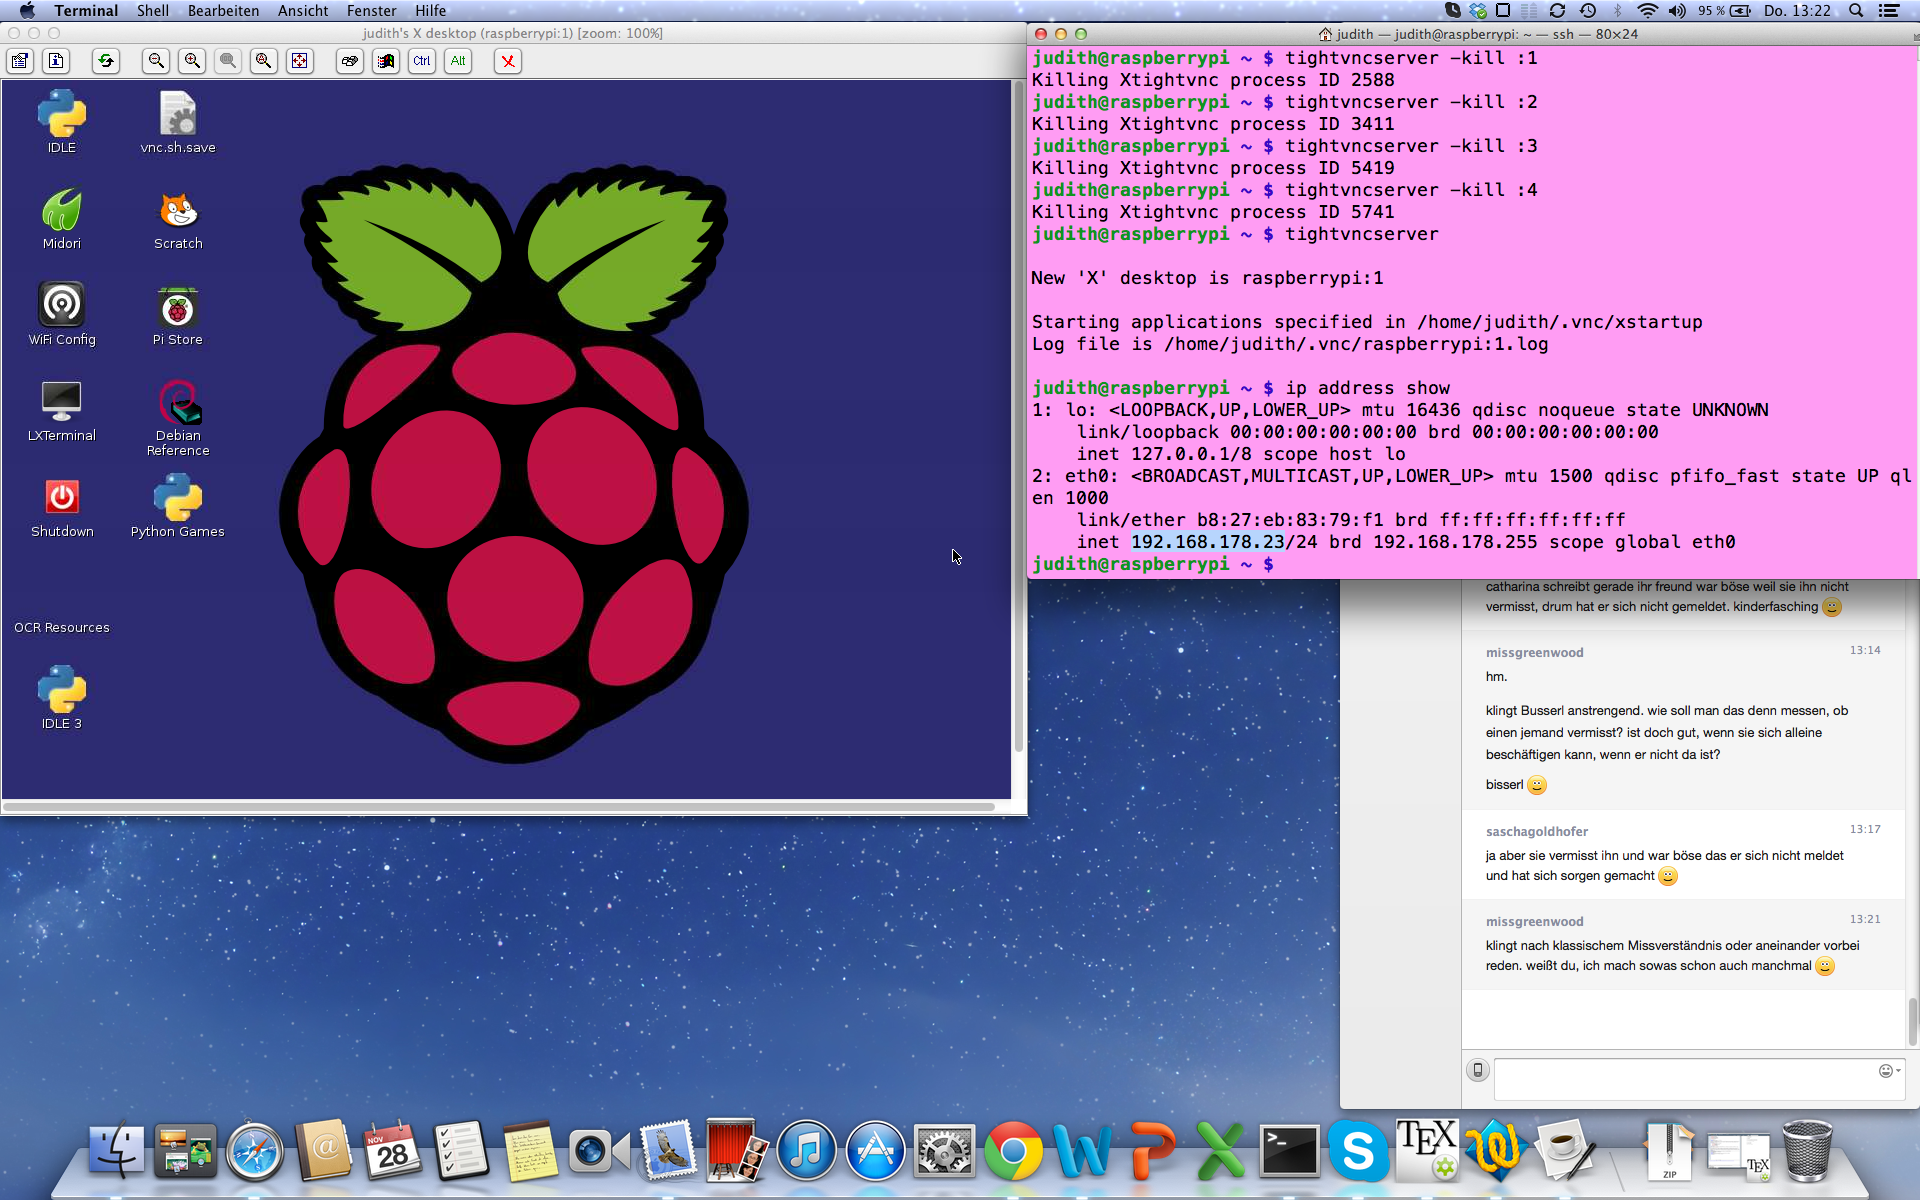 Terminal Shell Bearbeiten Ansicht Fenster Hilfe
95 % Do. 13:22
judith's X desktop (raspberrypi:1) [zoom: 100%]
Ctrl Alt
IDLE
vnc.sh.save
Midori
Scratch
WiFi Config
Pi Store
LXTerminal
Debian
Reference
Shutdown
Python Games
OCR Resources
IDLE 3
judith — judith@raspberrypi: ~ — ssh — 80×24
judith@raspberrypi ~ $ tightvncserver -kill :1
Killing Xtightvnc process ID 2588
judith@raspberrypi ~ $ tightvncserver -kill :2
Killing Xtightvnc process ID 3411
judith@raspberrypi ~ $ tightvncserver -kill :3
Killing Xtightvnc process ID 5419
judith@raspberrypi ~ $ tightvncserver -kill :4
Killing Xtightvnc process ID 5741
judith@raspberrypi ~ $ tightvncserver
New 'X' desktop is raspberrypi:1
Starting applications specified in /home/judith/.vnc/xstartup
Log file is /home/judith/.vnc/raspberrypi:1.log
judith@raspberrypi ~ $ ip address show
1: lo: <LOOPBACK,UP,LOWER_UP> mtu 16436 qdisc noqueue state UNKNOWN
link/loopback 00:00:00:00:00:00 brd 00:00:00:00:00:00
inet 127.0.0.1/8 scope host lo
2: eth0: <BROADCAST,MULTICAST,UP,LOWER_UP> mtu 1500 qdisc pfifo_fast state UP ql
en 1000
link/ether b8:27:eb:83:79:f1 brd ff:ff:ff:ff:ff:ff
inet 192.168.178.23/24 brd 192.168.178.255 scope global eth0
judith@raspberrypi ~ $
catharina schreibt gerade ihr freund war böse weil sie ihn nicht
vermisst, drum hat er sich nicht gemeldet. kinderfasching
missgreenwood 13:14
hm.
klingt Busserl anstrengend. wie soll man das denn messen, ob
einen jemand vermisst? ist doch gut, wenn sie sich alleine
beschäftigen kann, wenn er nicht da ist?
bisserl
saschagoldhofer 13:17
ja aber sie vermisst ihn und war böse das er sich nicht meldet
und hat sich sorgen gemacht
missgreenwood 13:21
klingt nach klassischem Missverständnis oder aneinander vorbei
reden. weißt du, ich mach sowas schon auch manchmal
NOV
28
TEX
ZIP
TEX